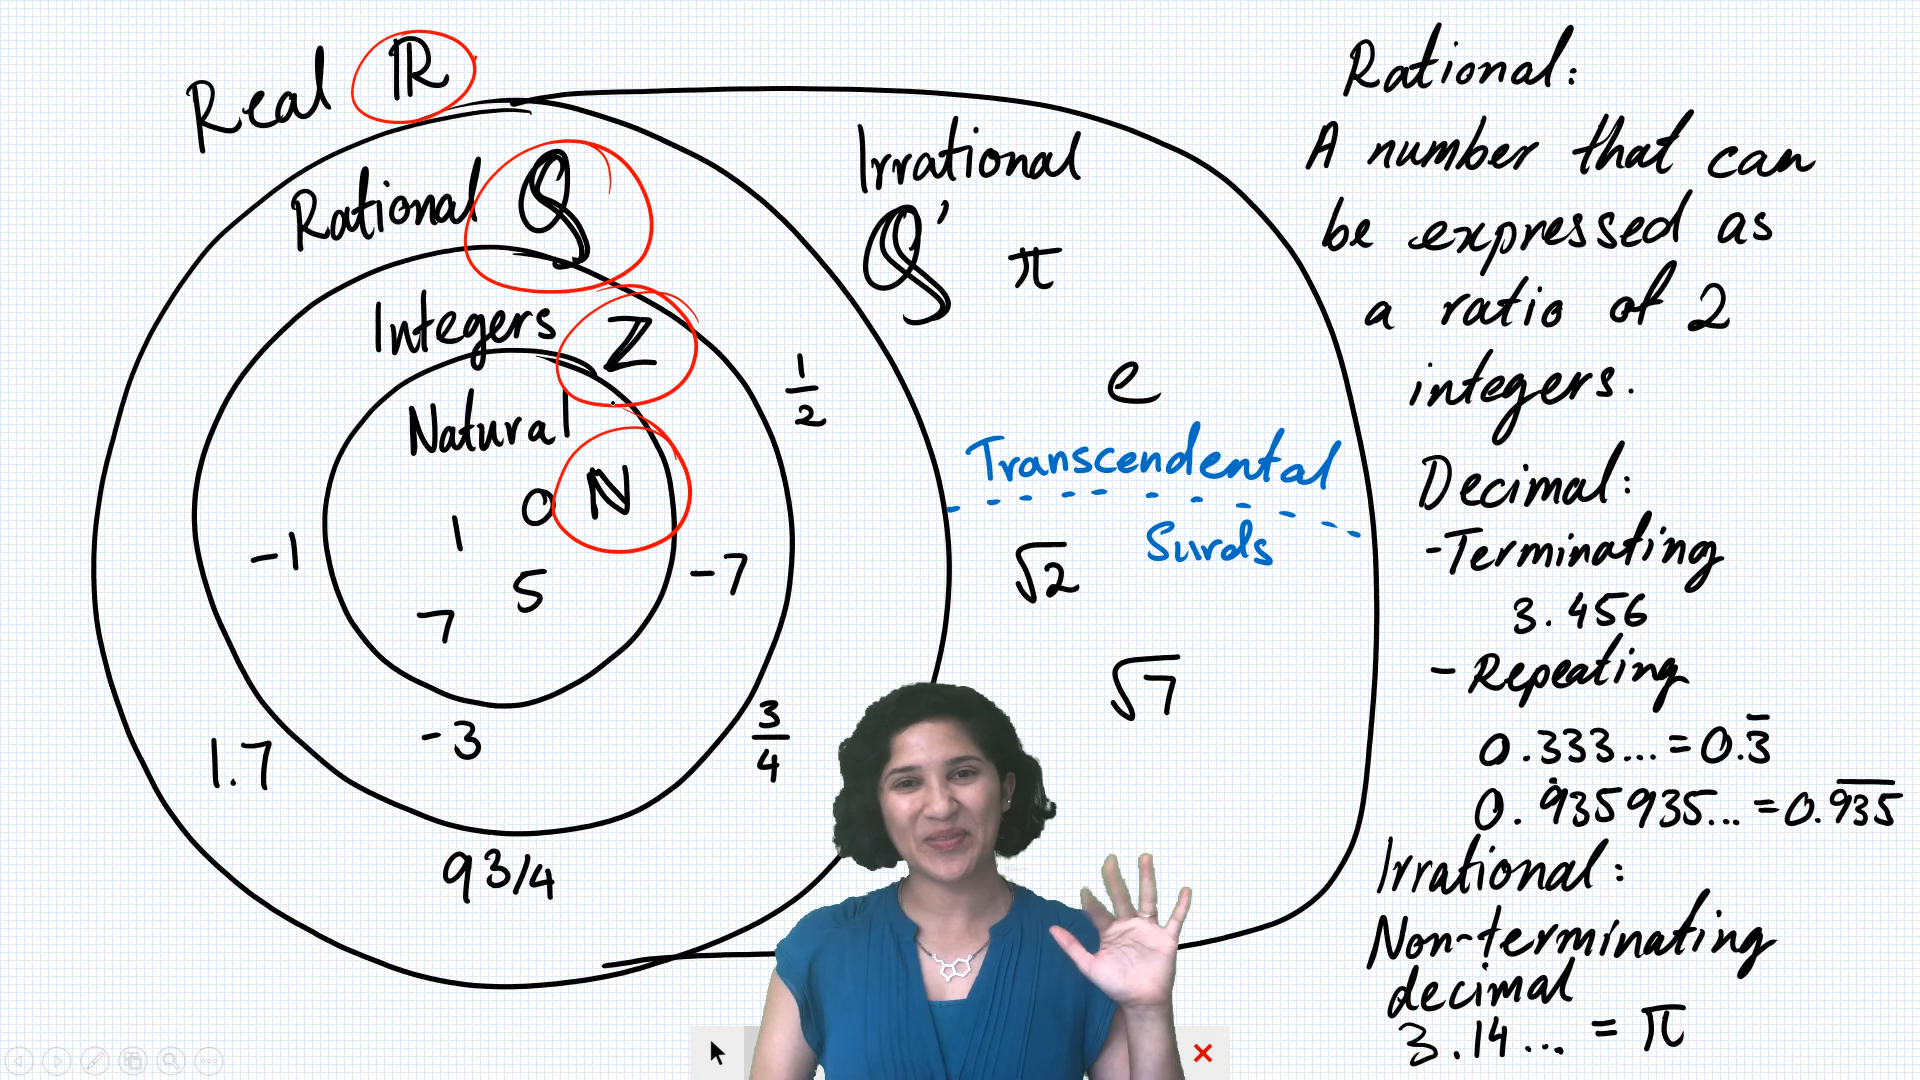 Real ℝ
Rational ℚ
Integers ℤ
Natural
ℕ
0
1
5
7
-1
-7
-3
1/2
3/4
1.7
93/4
Irrational
ℚ'
π
e
Transcendental
Surds
√2
√7
Rational:
A number that can
be expressed as
a ratio of 2
integers.
Decimal:
-Terminating
3.456
- Repeating
0.333... = 0.3̅
0.9̇35935... = 0.9̅3̅5̅
Irrational:
Non-terminating
decimal
3.14... = π